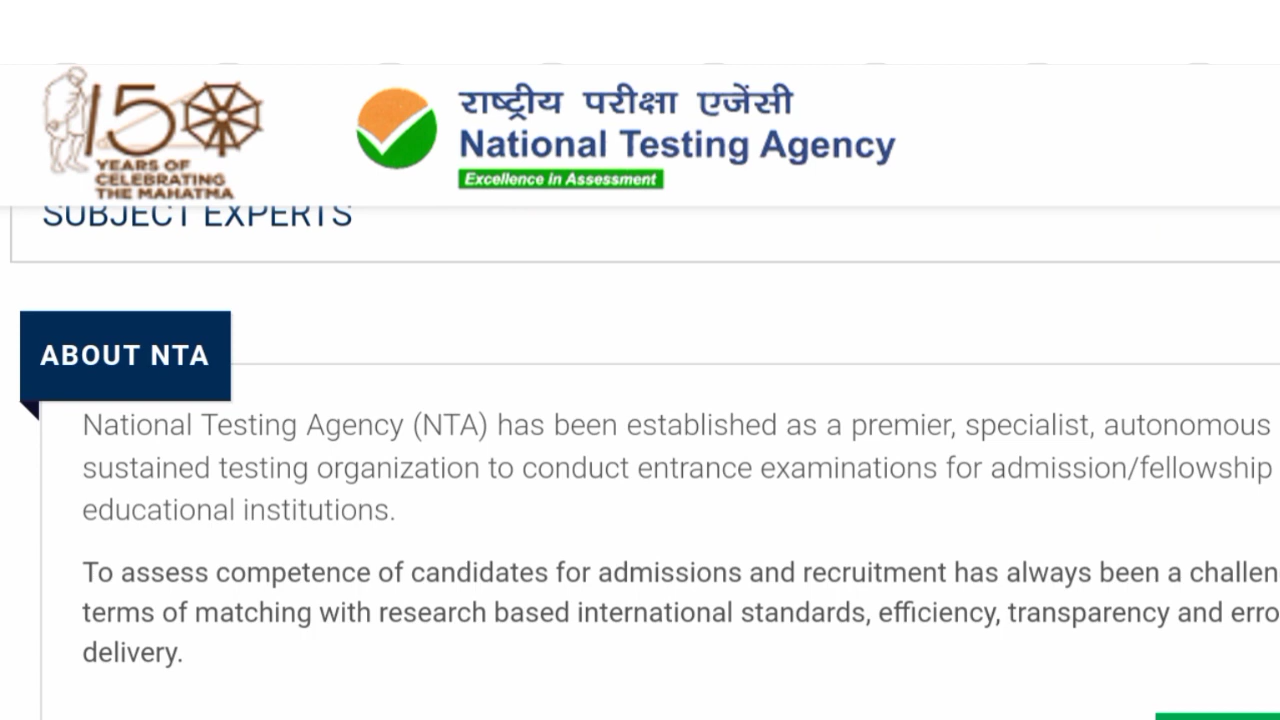 150
YEARS OF
CELEBRATING
THE MAHATMA
राष्ट्रीय परीक्षा एजेंसी
National Testing Agency
Excellence in Assessment
SUBJECT EXPERTS
ABOUT NTA
National Testing Agency (NTA) has been established as a premier, specialist, autonomous
sustained testing organization to conduct entrance examinations for admission/fellowship
educational institutions.
To assess competence of candidates for admissions and recruitment has always been a challen
terms of matching with research based international standards, efficiency, transparency and erro
delivery.